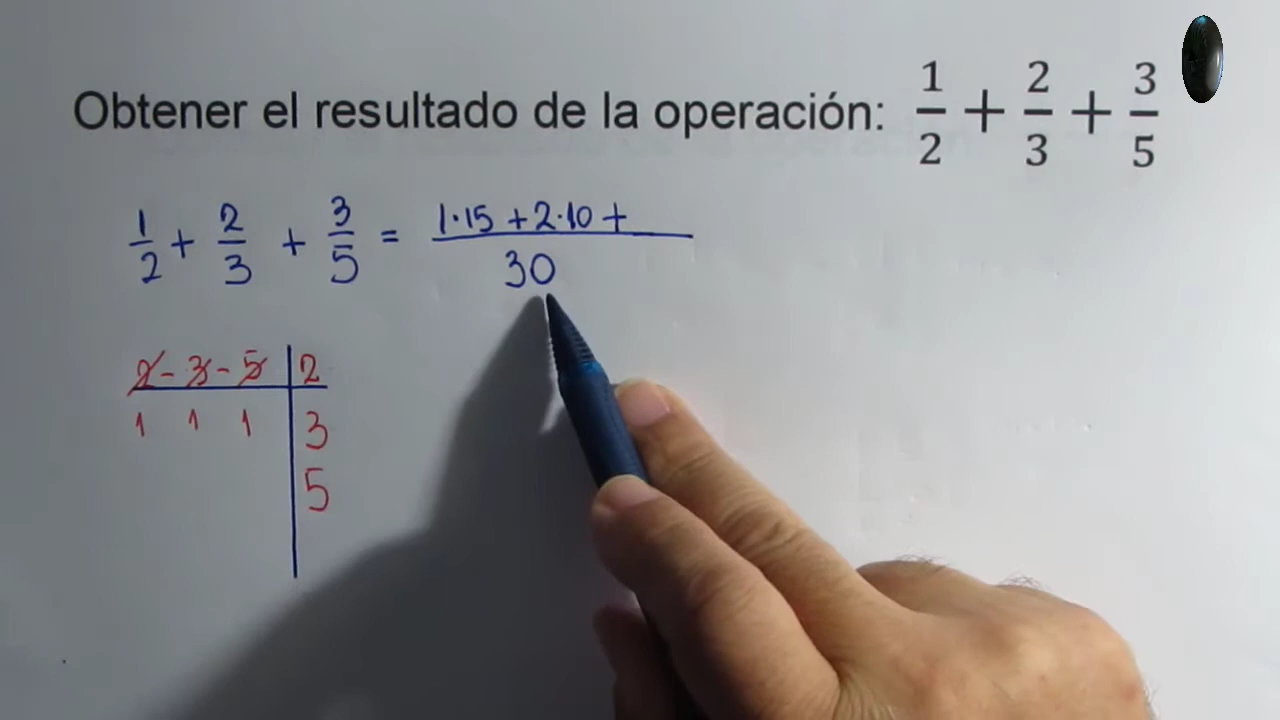 Obtener el resultado de la operación: 1/2 + 2/3 + 3/5
1/2 + 2/3 + 3/5 = 1·15 + 2·10 + / 30
2 - 3 - 5 | 2
1 1 1 | 3
5